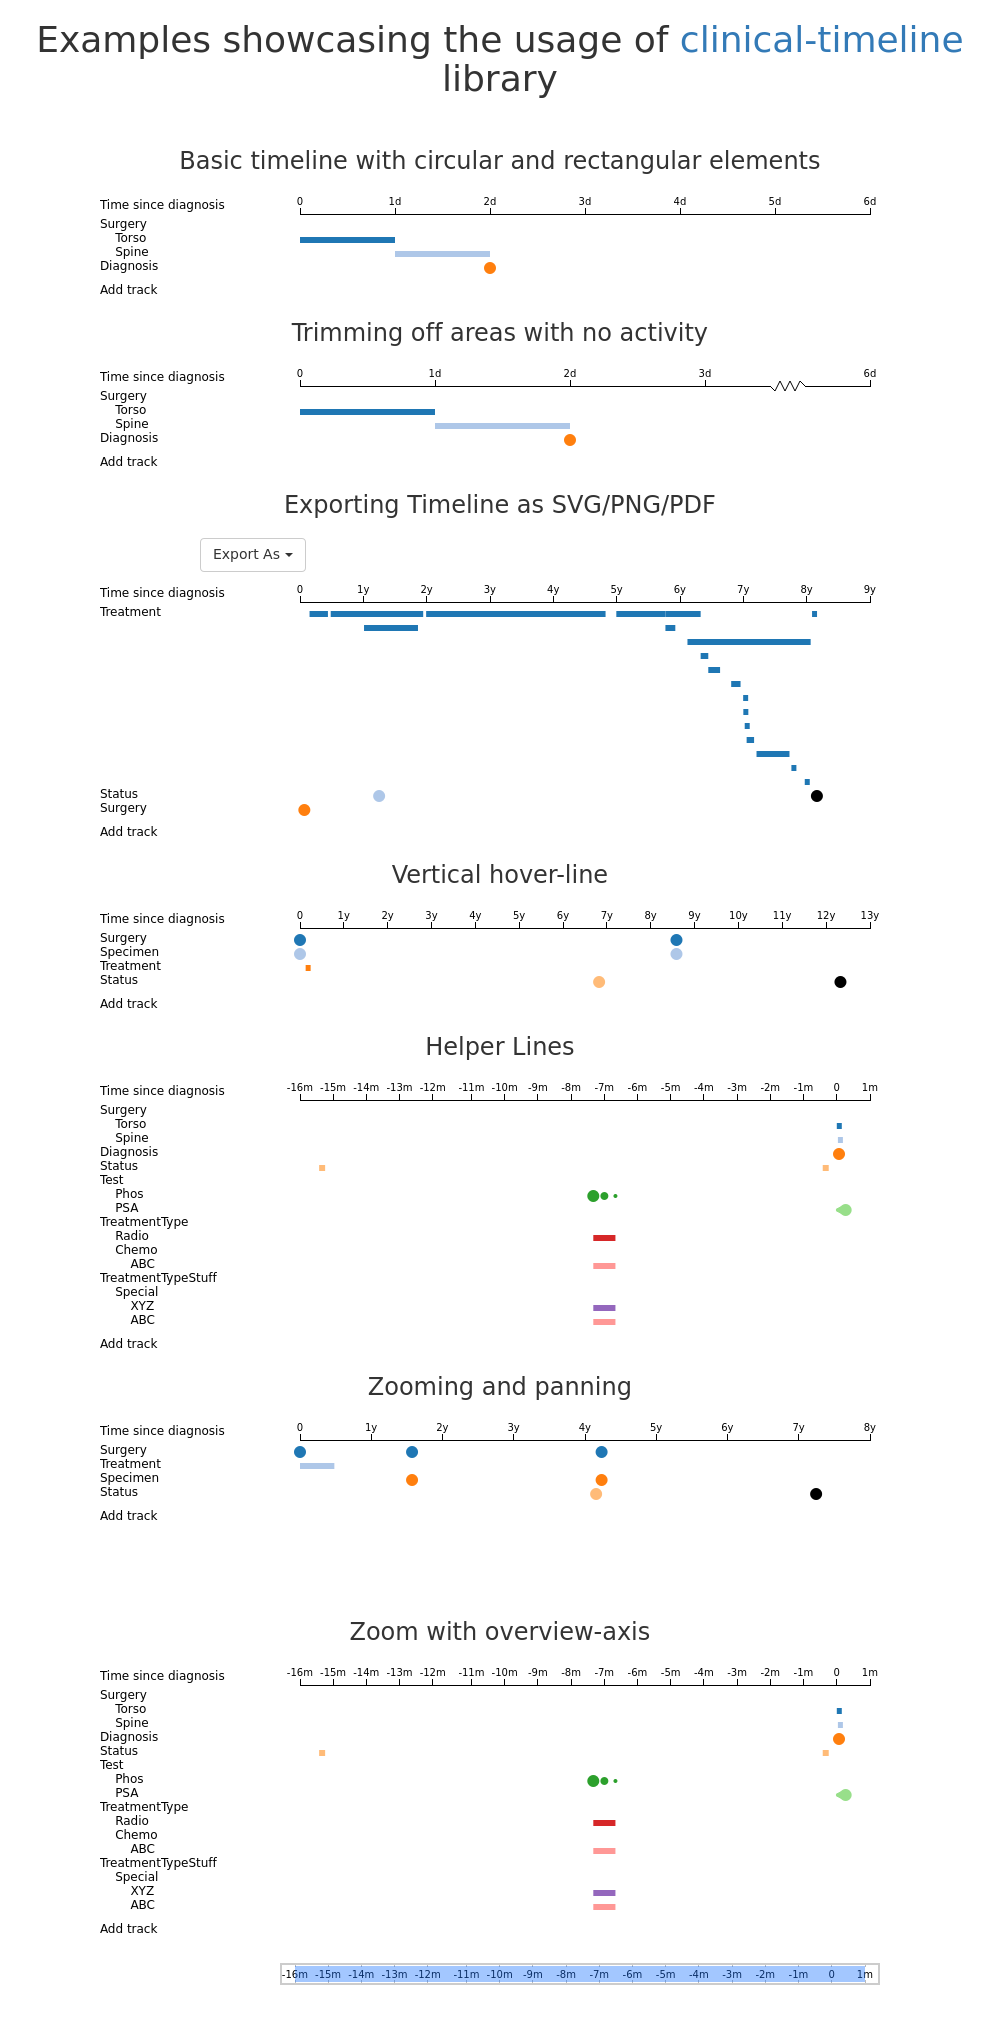 Examples showcasing the usage of clinical-timeline
library
Basic timeline with circular and rectangular elements
Time since diagnosis 0 1d 2d 3d 4d 5d 6d
Surgery
Torso
Spine
Diagnosis
Add track
Trimming off areas with no activity
Time since diagnosis 0 1d 2d 3d 6d
Surgery
Torso
Spine
Diagnosis
Add track
Exporting Timeline as SVG/PNG/PDF
Export As
Time since diagnosis 0 1y 2y 3y 4y 5y 6y 7y 8y 9y
Treatment
Status
Surgery
Add track
Vertical hover-line
Time since diagnosis 0 1y 2y 3y 4y 5y 6y 7y 8y 9y 10y 11y 12y 13y
Surgery
Specimen
Treatment
Status
Add track
Helper Lines
Time since diagnosis -16m -15m -14m -13m -12m -11m -10m -9m -8m -7m -6m -5m -4m -3m -2m -1m 0 1m
Surgery
Torso
Spine
Diagnosis
Status
Test
Phos
PSA
TreatmentType
Radio
Chemo
ABC
TreatmentTypeStuff
Special
XYZ
ABC
Add track
Zooming and panning
Time since diagnosis 0 1y 2y 3y 4y 5y 6y 7y 8y
Surgery
Treatment
Specimen
Status
Add track
Zoom with overview-axis
Time since diagnosis -16m -15m -14m -13m -12m -11m -10m -9m -8m -7m -6m -5m -4m -3m -2m -1m 0 1m
Surgery
Torso
Spine
Diagnosis
Status
Test
Phos
PSA
TreatmentType
Radio
Chemo
ABC
TreatmentTypeStuff
Special
XYZ
ABC
Add track
-16m -15m -14m -13m -12m -11m -10m -9m -8m -7m -6m -5m -4m -3m -2m -1m 0 1m